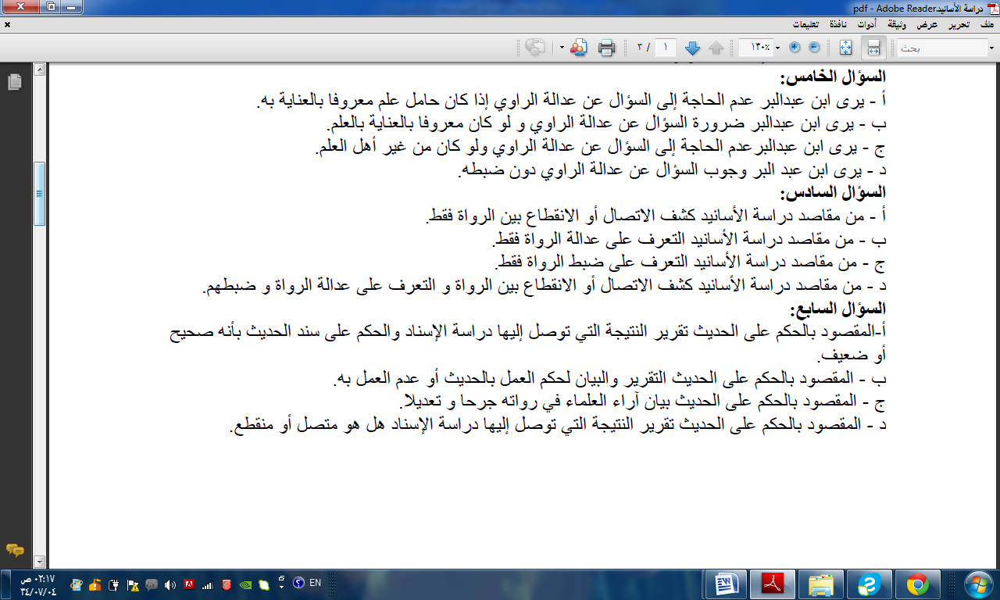 دراسة الأسانيد.pdf - Adobe Reader
ملف تحرير عرض وثيقة أدوات نافذة تعليمات
١ / ٣ ١٣٠٪ بحث
السؤال الخامس:
أ - يرى ابن عبدالبر عدم الحاجة إلى السؤال عن عدالة الراوي إذا كان حامل علم معروفا بالعناية به.
ب - يرى ابن عبدالبر ضرورة السؤال عن عدالة الراوي و لو كان معروفا بالعناية بالعلم.
ج - يرى ابن عبدالبرعدم الحاجة إلى السؤال عن عدالة الراوي ولو كان من غير أهل العلم.
د - يرى ابن عبد البر وجوب السؤال عن عدالة الراوي دون ضبطه.
السؤال السادس:
أ - من مقاصد دراسة الأسانيد كشف الاتصال أو الانقطاع بين الرواة فقط.
ب - من مقاصد دراسة الأسانيد التعرف على عدالة الرواة فقط.
ج - من مقاصد دراسة الأسانيد التعرف على ضبط الرواة فقط.
د - من مقاصد دراسة الأسانيد كشف الاتصال أو الانقطاع بين الرواة و التعرف على عدالة الرواة و ضبطهم.
السؤال السابع:
أ-المقصود بالحكم على الحديث تقرير النتيجة التي توصل إليها دراسة الإسناد والحكم على سند الحديث بأنه صحيح
أو ضعيف.
ب - المقصود بالحكم على الحديث التقرير والبيان لحكم العمل بالحديث أو عدم العمل به.
ج - المقصود بالحكم على الحديث بيان آراء العلماء في رواته جرحا و تعديلا.
د - المقصود بالحكم على الحديث تقرير النتيجة التي توصل إليها دراسة الإسناد هل هو متصل أو منقطع.
EN
٠٢:١٧ ص
٣٤/٠٧/٠٤